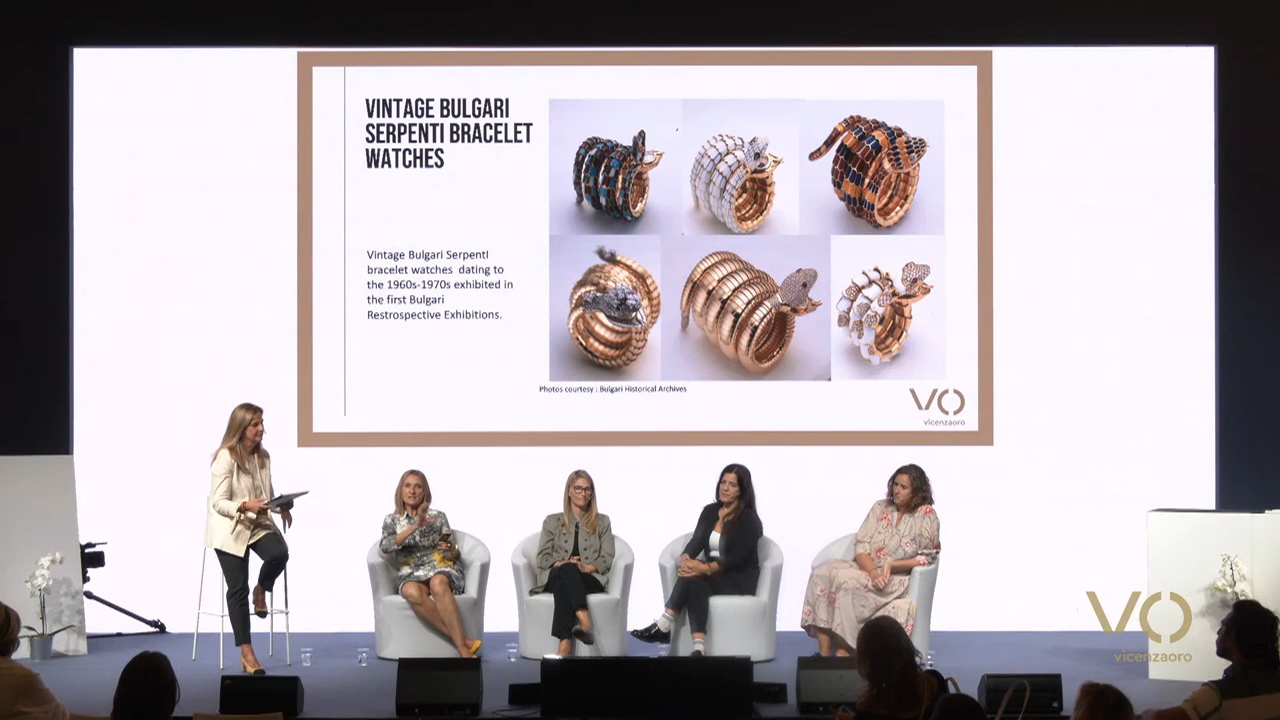 VINTAGE BULGARI
SERPENTI BRACELET
WATCHES
Vintage Bulgari Serpenti
bracelet watches dating to
the 1960s-1970s exhibited in
the first Bulgari
Restrospective Exhibitions.
Photos courtesy : Bulgari Historical Archives
VO
vicenzaoro
VO
vicenzaoro